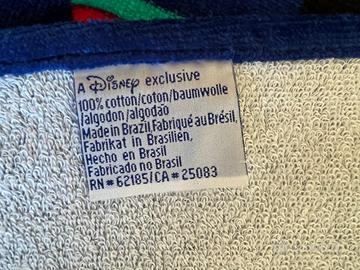 A Disney exclusive
100% cotton/coton/baumwolle
algodon/algodão
Made in Brazil,Fabriqué au Brésil,
Fabrikat in Brasilien,
Hecho en Brasil
Fabricado no Brasil
RN # 62185/CA # 25083